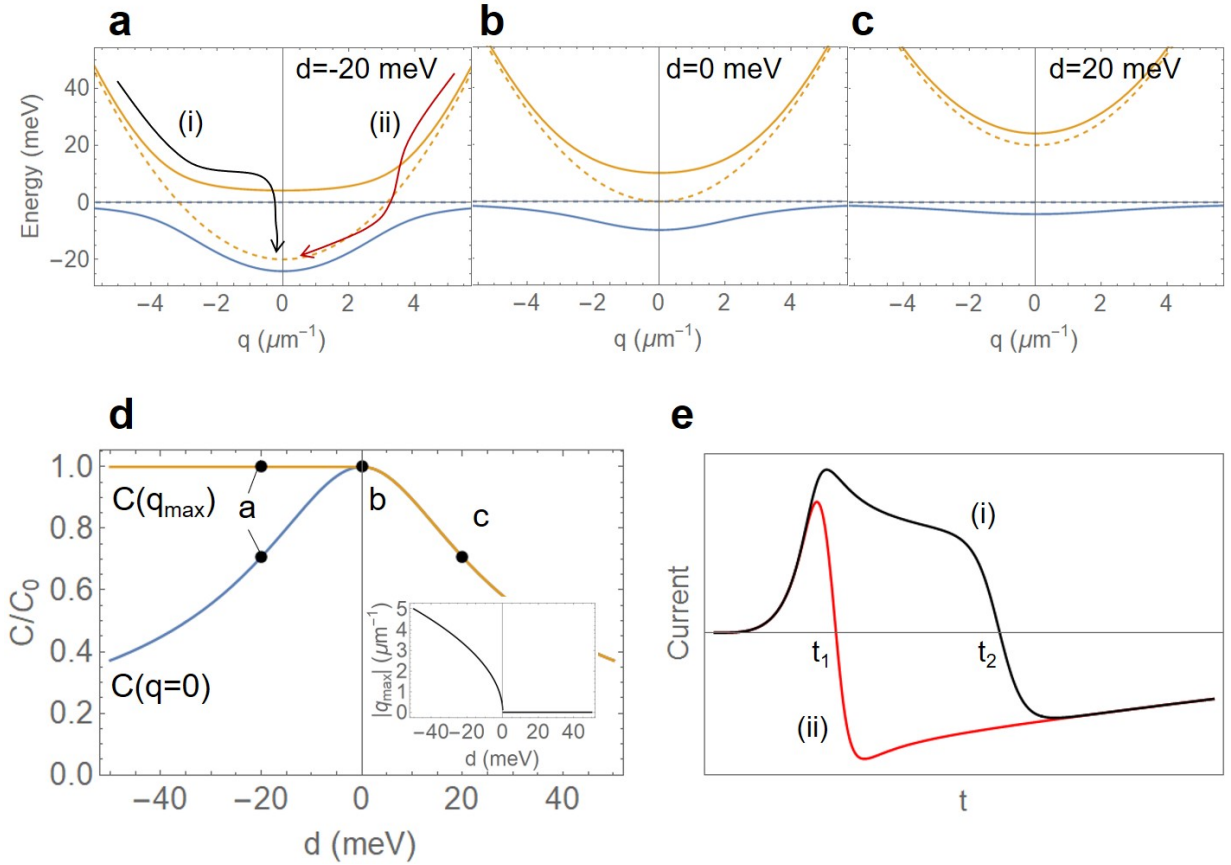 a
b
c
d=-20 meV
d=0 meV
d=20 meV
(i)
(ii)
Energy (meV)
40
20
0
−20
−4 −2 0 2 4
−4 −2 0 2 4
−4 −2 0 2 4
q (μm⁻¹)
q (μm⁻¹)
q (μm⁻¹)
d
C/C₀
1.0
0.8
0.6
0.4
0.2
0.0
C(qₘₐₓ)
a
b
c
C(q=0)
|qₘₐₓ| (μm⁻¹)
5
4
3
2
1
0
−40 −20 0 20 40
d (meV)
−40 −20 0 20 40
d (meV)
e
Current
(i)
t₁
t₂
(ii)
t